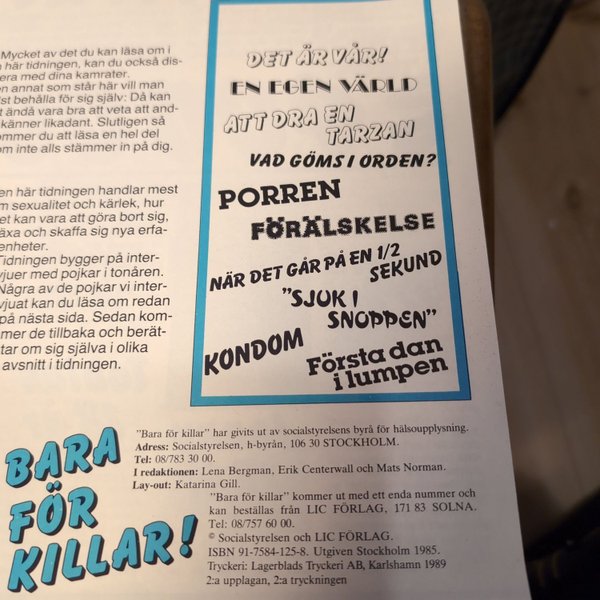 Mycket av det du kan läsa om i
n här tidningen, kan du också dis-
era med dina kamrater.
en annat som står här vill man
lst behålla för sig själv: Då kan
t ändå vara bra att veta att and-
känner likadant. Slutligen så
ommer du att läsa en hel del
om inte alls stämmer in på dig.
en här tidningen handlar mest
m sexualitet och kärlek, hur
et kan vara att göra bort sig,
äxa och skaffa sig nya erfa-
enheter.
Tidningen bygger på inter-
vjuer med pojkar i tonåren.
Några av de pojkar vi inter-
vjuat kan du läsa om redan
på nästa sida. Sedan kom-
mer de tillbaka och berät-
tar om sig själva i olika
avsnitt i tidningen.
DET ÄR VÅR!
EN EGEN VÄRLD
ATT DRA EN
TARZAN
VAD GÖMS I ORDEN?
PORREN
FÖRÄLSKELSE
NÄR DET GÅR PÅ EN 1/2
SEKUND
"SJUK I
SNOPPEN"
KONDOM
Första dan
i lumpen
BARA
FÖR
KILLAR!
"Bara för killar" har givits ut av socialstyrelsens byrå för hälsoupplysning.
Adress: Socialstyrelsen, h-byrån, 106 30 STOCKHOLM.
Tel: 08/783 30 00.
I redaktionen: Lena Bergman, Erik Centerwall och Mats Norman.
Lay-out: Katarina Gill.
"Bara för killar" kommer ut med ett enda nummer och
kan beställas från LIC FÖRLAG, 171 83 SOLNA.
Tel: 08/757 60 00.
© Socialstyrelsen och LIC FÖRLAG.
ISBN 91-7584-125-8. Utgiven Stockholm 1985.
Tryckeri: Lagerblads Tryckeri AB, Karlshamn 1989
2:a upplagan, 2:a tryckningen